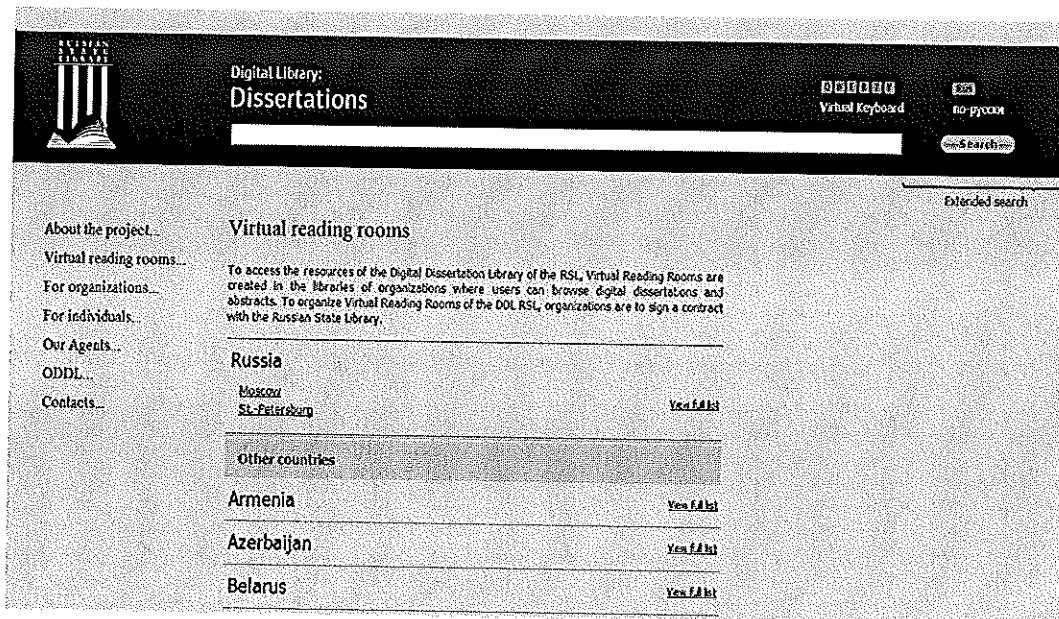 RUSSIAN
STATE
LIBRARY
Digital Library:
Dissertations
Virtual Keyboard
по-русски
Search
Extended search
About the project...
Virtual reading rooms...
For organizations...
For individuals...
Our Agents...
ODDL...
Contacts...
Virtual reading rooms
To access the resources of the Digital Dissertation Library of the RSL, Virtual Reading Rooms are
created in the libraries of organizations where users can browse digital dissertations and
abstracts. To organize Virtual Reading Rooms of the DDL RSL, organizations are to sign a contract
with the Russian State Library.
Russia
Moscow
St.-Petersburg
View full list
Other countries
Armenia
View full list
Azerbaijan
View full list
Belarus
View full list